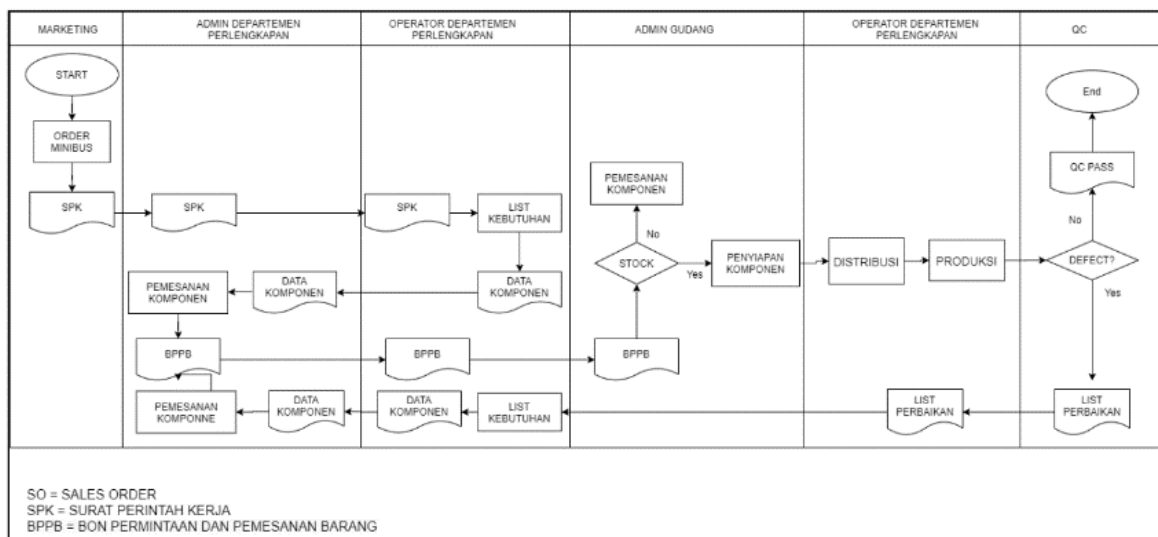 MARKETING
ADMIN DEPARTEMEN
PERLENGKAPAN
OPERATOR DEPARTEMEN
PERLENGKAPAN
ADMIN GUDANG
OPERATOR DEPARTEMEN
PERLENGKAPAN
QC
START
End
ORDER
MINIBUS
PEMESANAN
KOMPONEN
QC PASS
SPK
SPK
SPK
LIST
KEBUTUHAN
No
No
STOCK
Yes
PENYIAPAN
KOMPONEN
DISTRIBUSI
PRODUKSI
DEFECT?
Yes
PEMESANAN
KOMPONEN
DATA
KOMPONEN
DATA
KOMPONEN
BPPB
BPPB
BPPB
PEMESANAN
KOMPONNE
DATA
KOMPONEN
DATA
KOMPONEN
LIST
KEBUTUHAN
LIST
PERBAIKAN
LIST
PERBAIKAN
SO = SALES ORDER
SPK = SURAT PERINTAH KERJA
BPPB = BON PERMINTAAN DAN PEMESANAN BARANG